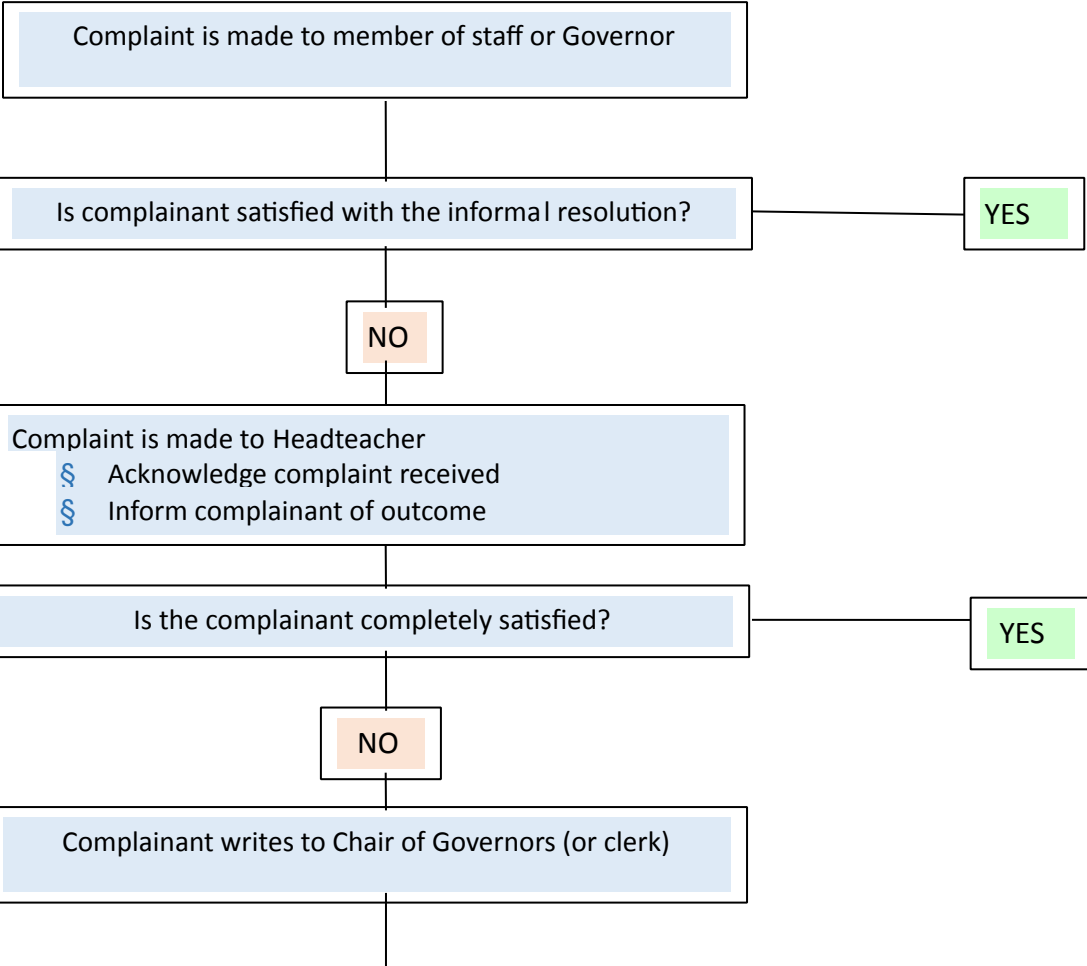 Complaint is made to member of staff or Governor
Is complainant satisfied with the informal resolution?
YES
NO
Complaint is made to Headteacher
§ Acknowledge complaint received
§ Inform complainant of outcome
Is the complainant completely satisfied?
YES
NO
Complainant writes to Chair of Governors (or clerk)